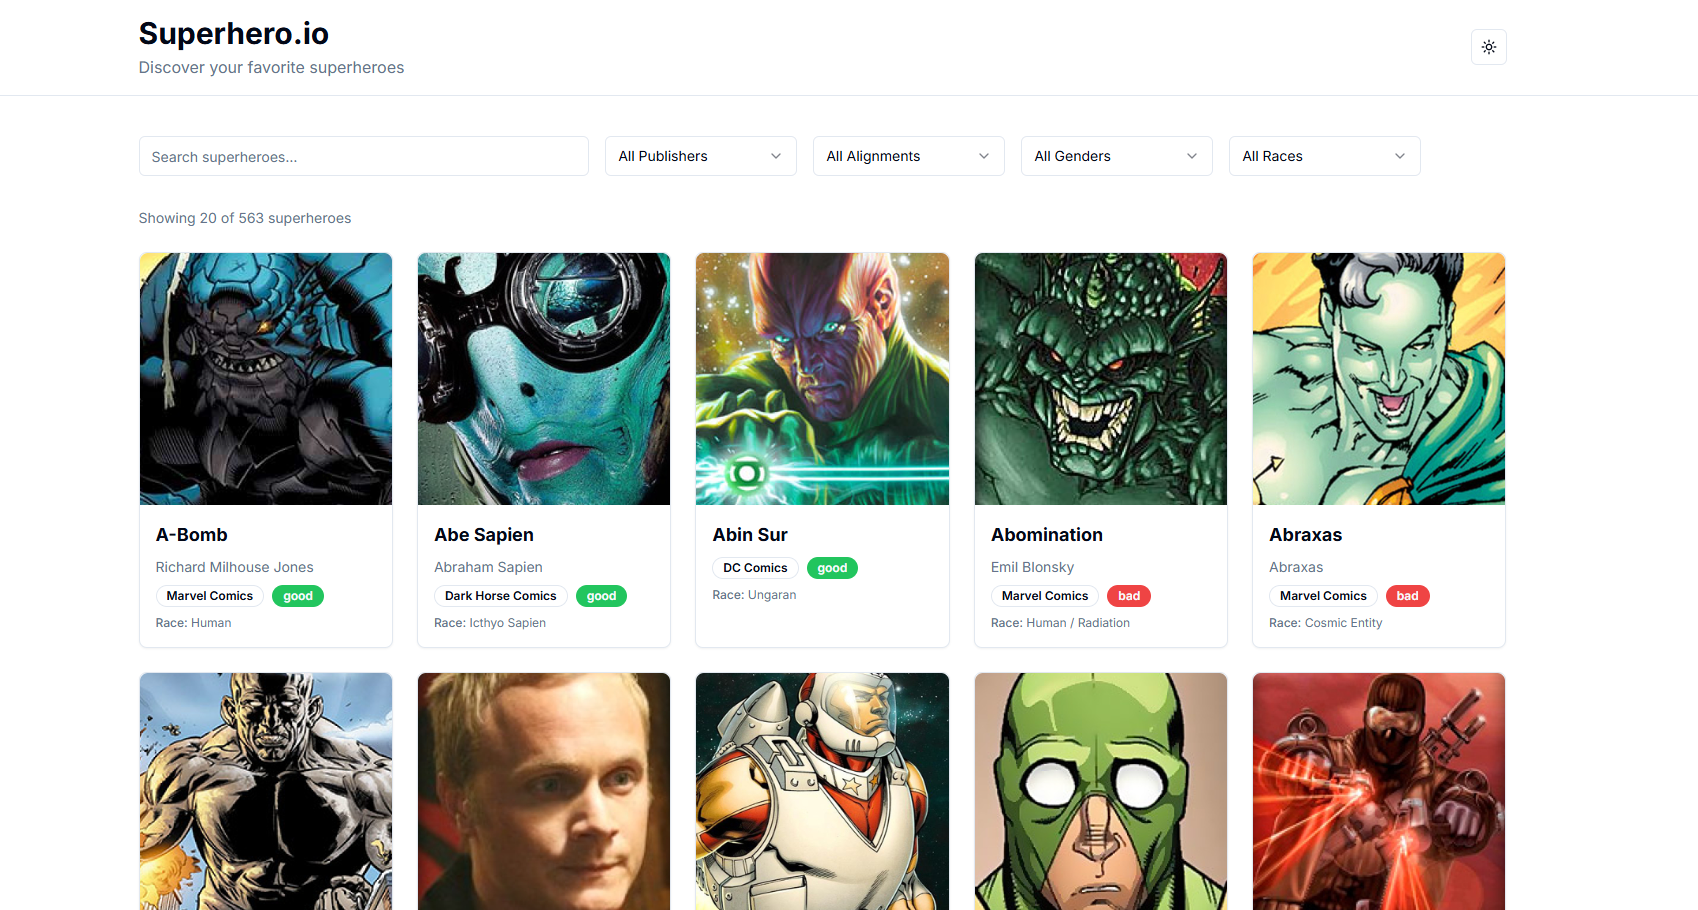 Superhero.io
Discover your favorite superheroes
Search superheroes...
All Publishers
All Alignments
All Genders
All Races
Showing 20 of 563 superheroes
A-Bomb
Richard Milhouse Jones
Marvel Comics
good
Race: Human
Abe Sapien
Abraham Sapien
Dark Horse Comics
good
Race: Icthyo Sapien
Abin Sur
DC Comics
good
Race: Ungaran
Abomination
Emil Blonsky
Marvel Comics
bad
Race: Human / Radiation
Abraxas
Abraxas
Marvel Comics
bad
Race: Cosmic Entity